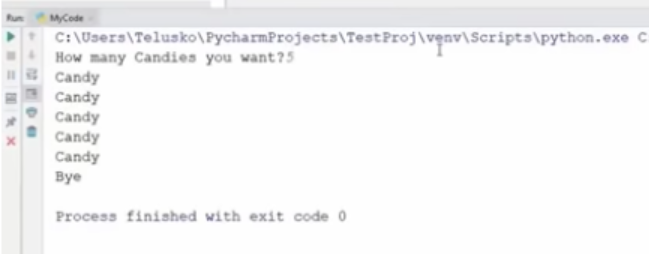 Run: MyCode
C:\Users\Telusko\PycharmProjects\TestProj\venv\Scripts\python.exe C
How many Candies you want?5
Candy
Candy
Candy
Candy
Candy
Bye
Process finished with exit code 0